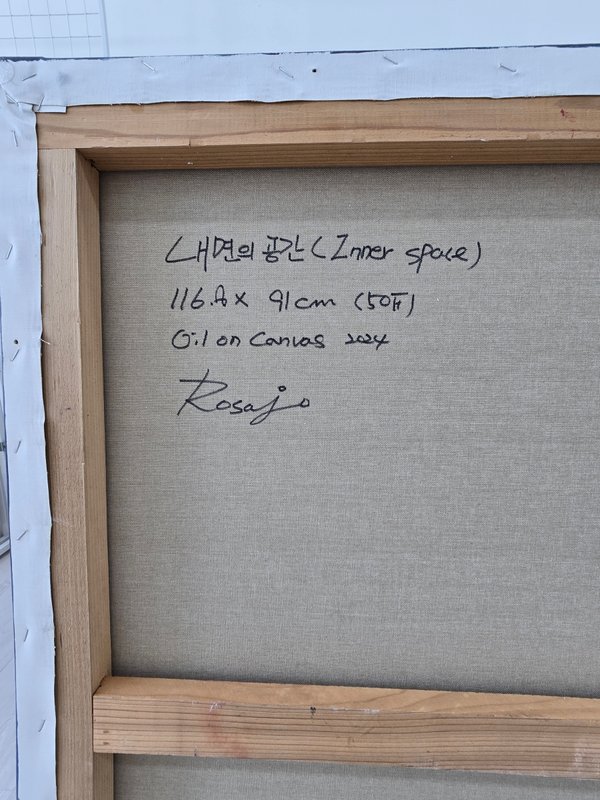 내면의 공간 (Inner space)
116.8 x 91cm (50F)
Oil on Canvas 2024
Rosajo